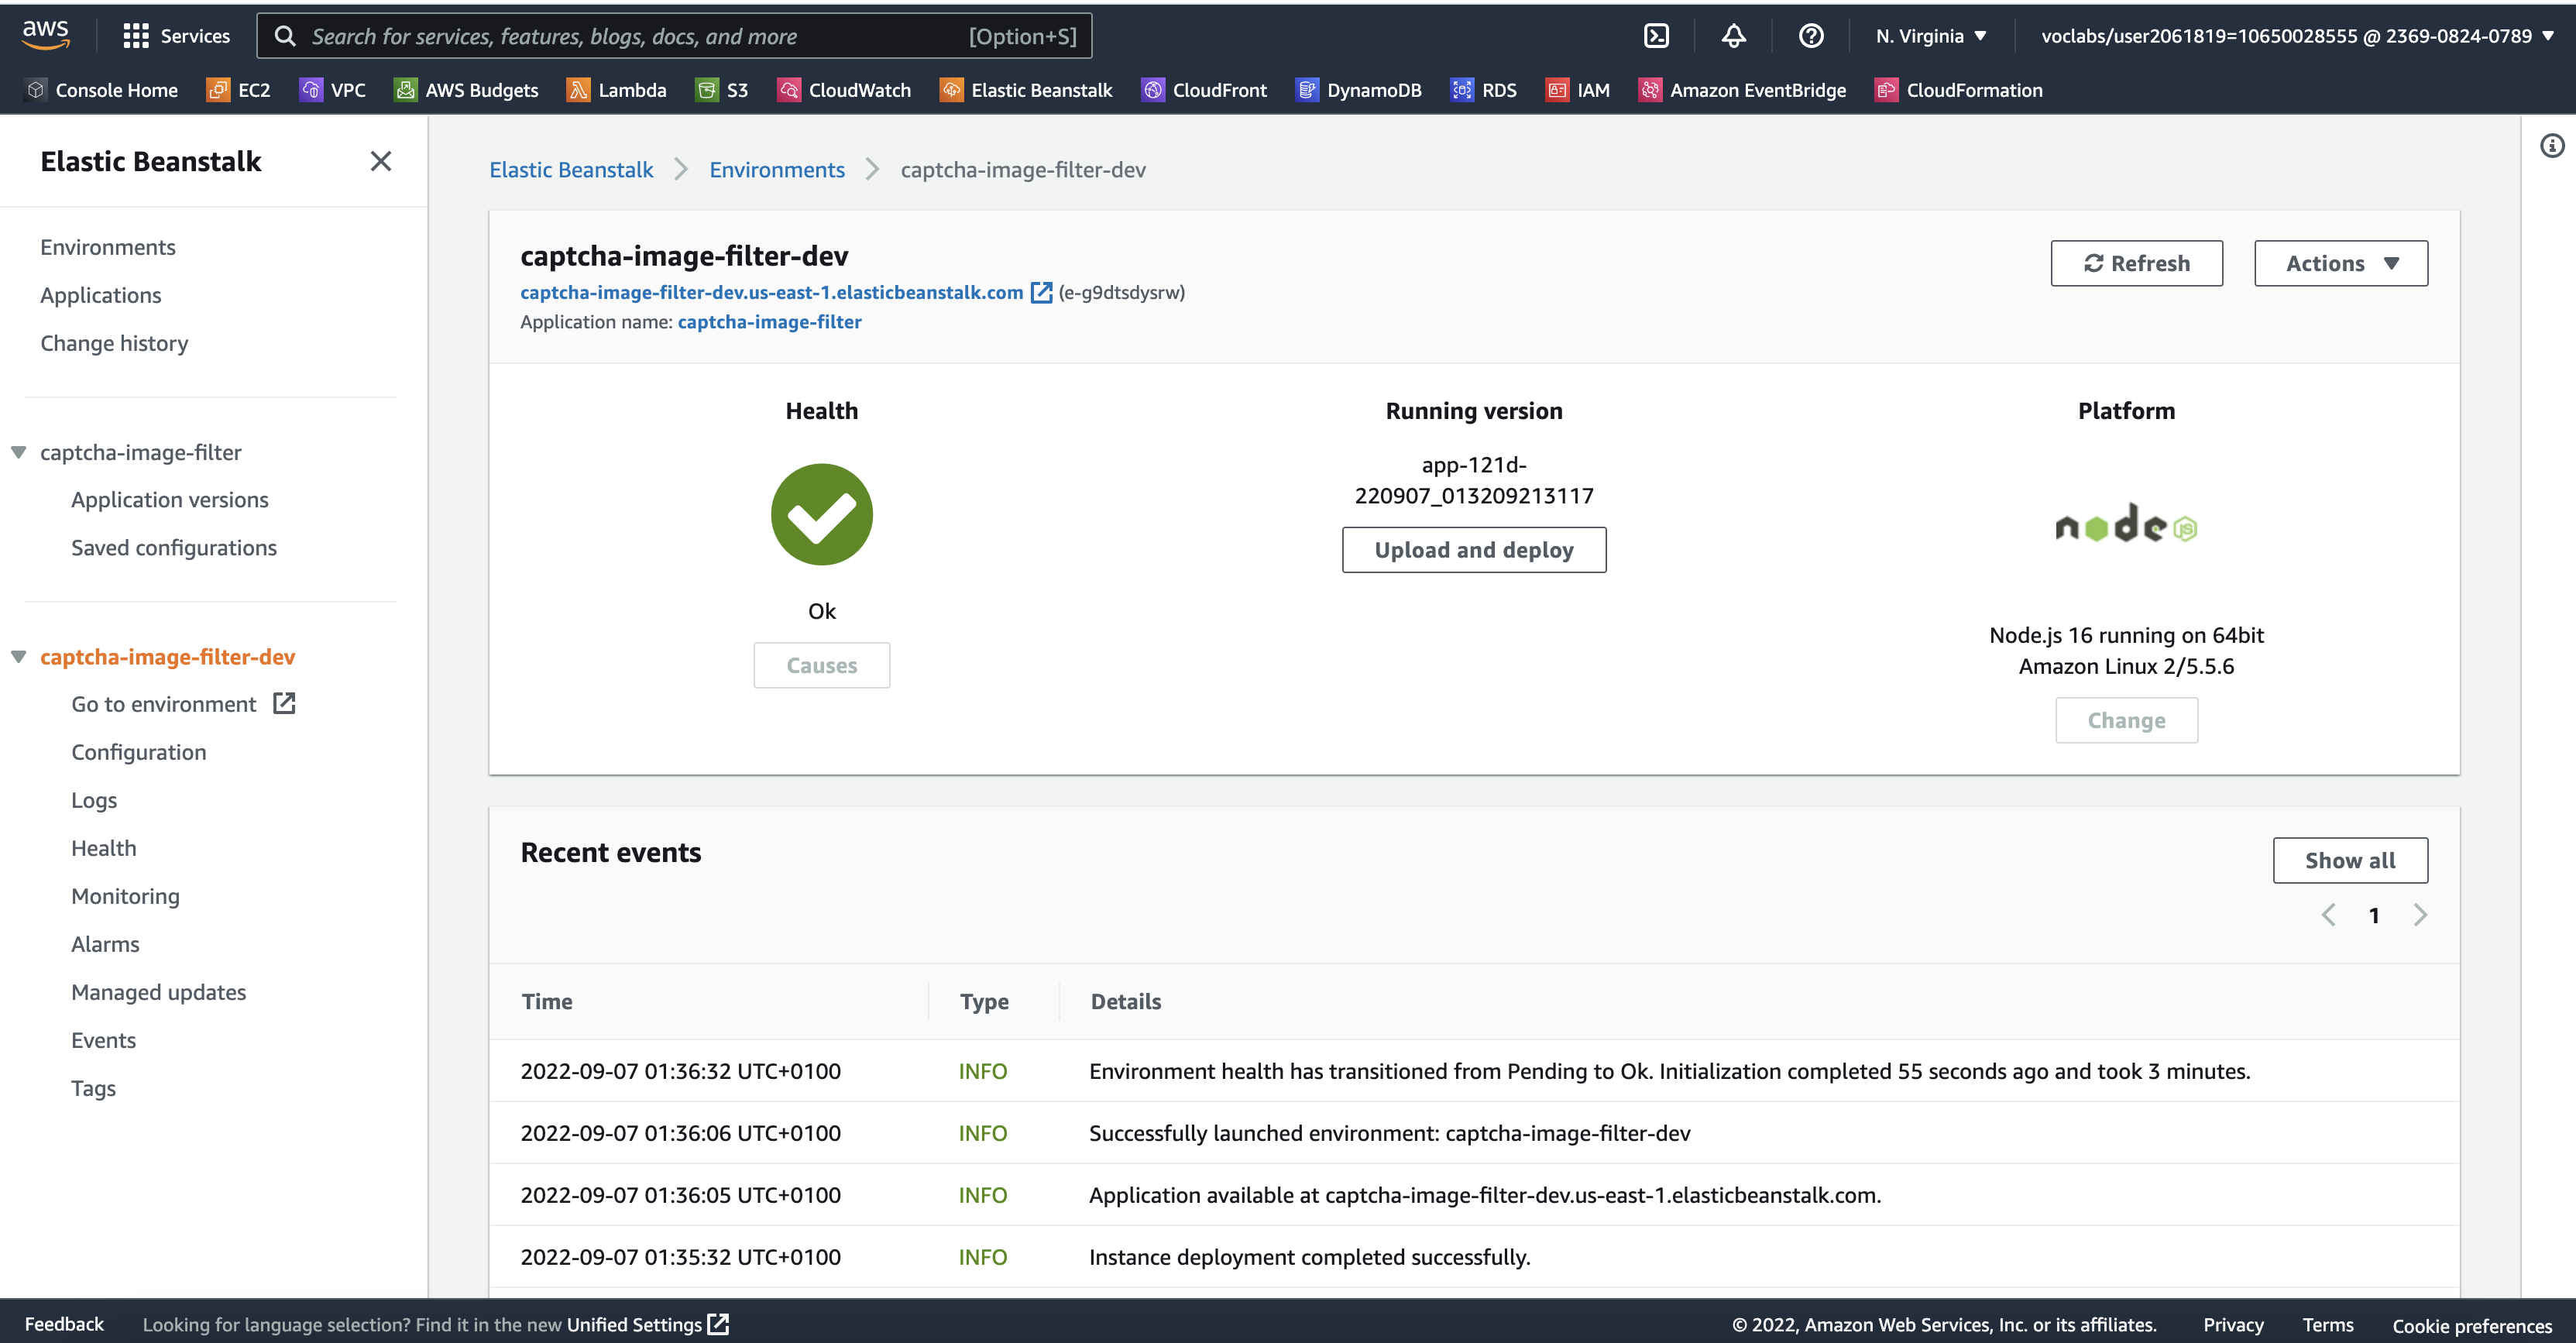 aws Services Search for services, features, blogs, docs, and more [Option+S] N. Virginia voclabs/user2061819=10650028555 @ 2369-0824-0789
Console Home EC2 VPC AWS Budgets Lambda S3 CloudWatch Elastic Beanstalk CloudFront DynamoDB RDS IAM Amazon EventBridge CloudFormation
Elastic Beanstalk
Environments
Applications
Change history
captcha-image-filter
Application versions
Saved configurations
captcha-image-filter-dev
Go to environment
Configuration
Logs
Health
Monitoring
Alarms
Managed updates
Events
Tags
Elastic Beanstalk Environments captcha-image-filter-dev
captcha-image-filter-dev
captcha-image-filter-dev.us-east-1.elasticbeanstalk.com (e-g9dtsdysrw)
Application name: captcha-image-filter
Refresh Actions
Health
Ok
Causes
Running version
app-121d-
220907_013209213117
Upload and deploy
Platform
node JS
Node.js 16 running on 64bit
Amazon Linux 2/5.5.6
Change
Recent events
Show all
1
Time Type Details
2022-09-07 01:36:32 UTC+0100 INFO Environment health has transitioned from Pending to Ok. Initialization completed 55 seconds ago and took 3 minutes.
2022-09-07 01:36:06 UTC+0100 INFO Successfully launched environment: captcha-image-filter-dev
2022-09-07 01:36:05 UTC+0100 INFO Application available at captcha-image-filter-dev.us-east-1.elasticbeanstalk.com.
2022-09-07 01:35:32 UTC+0100 INFO Instance deployment completed successfully.
Feedback Looking for language selection? Find it in the new Unified Settings © 2022, Amazon Web Services, Inc. or its affiliates. Privacy Terms Cookie preferences